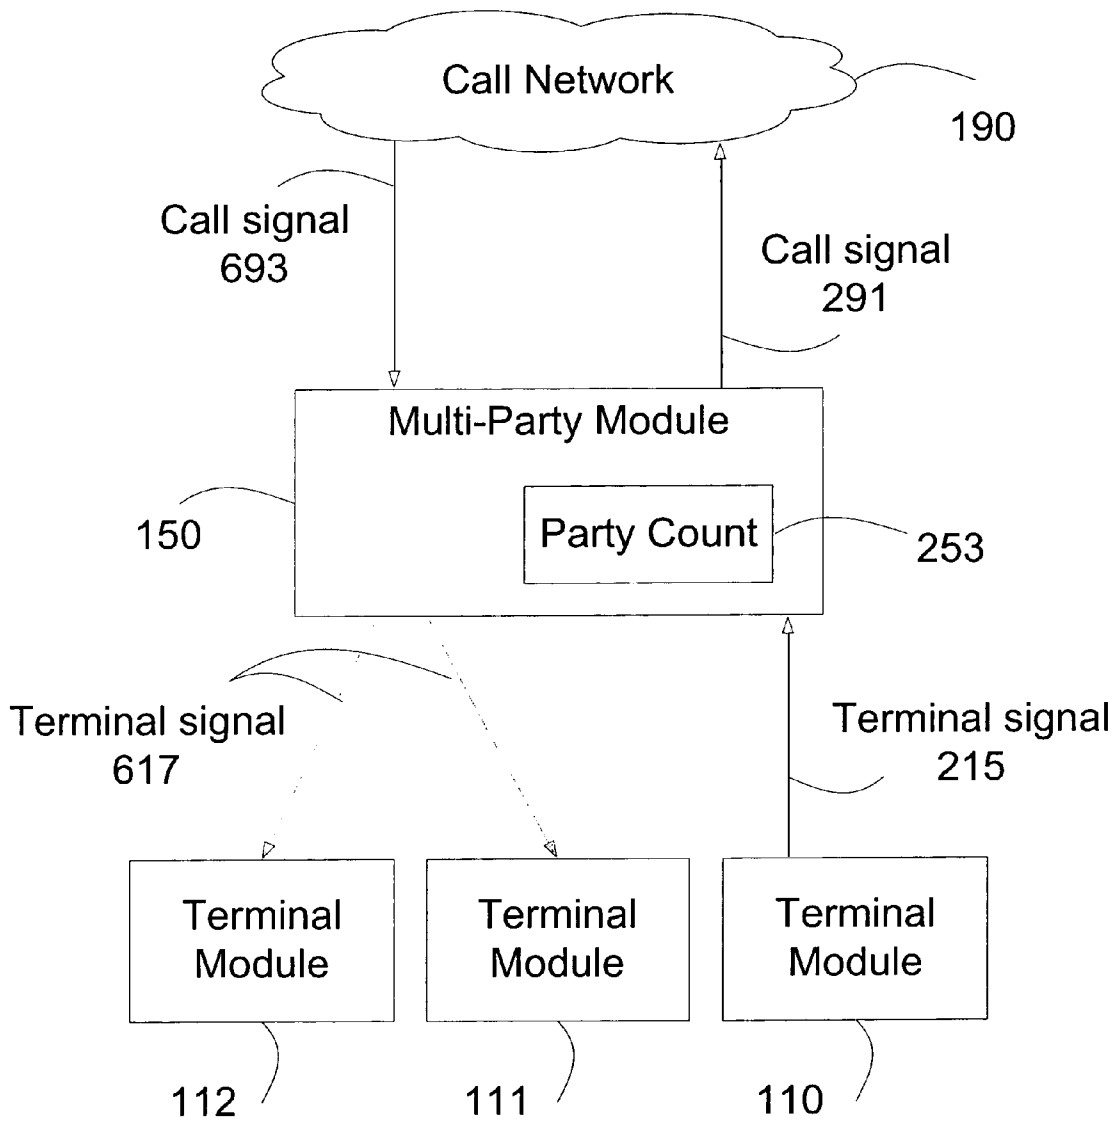 Call Network
190
Call signal
693
Call signal
291
Multi-Party Module
150
Party Count
253
Terminal signal
617
Terminal signal
215
Terminal
Module
Terminal
Module
Terminal
Module
112
111
110